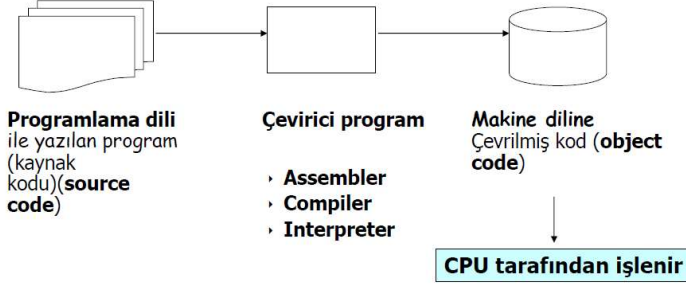 Programlama dili
ile yazılan program
(kaynak
kodu)(source
code)
Çevirici program
Assembler
Compiler
Interpreter
Makine diline
Çevrilmiş kod (object
code)
CPU tarafından işlenir